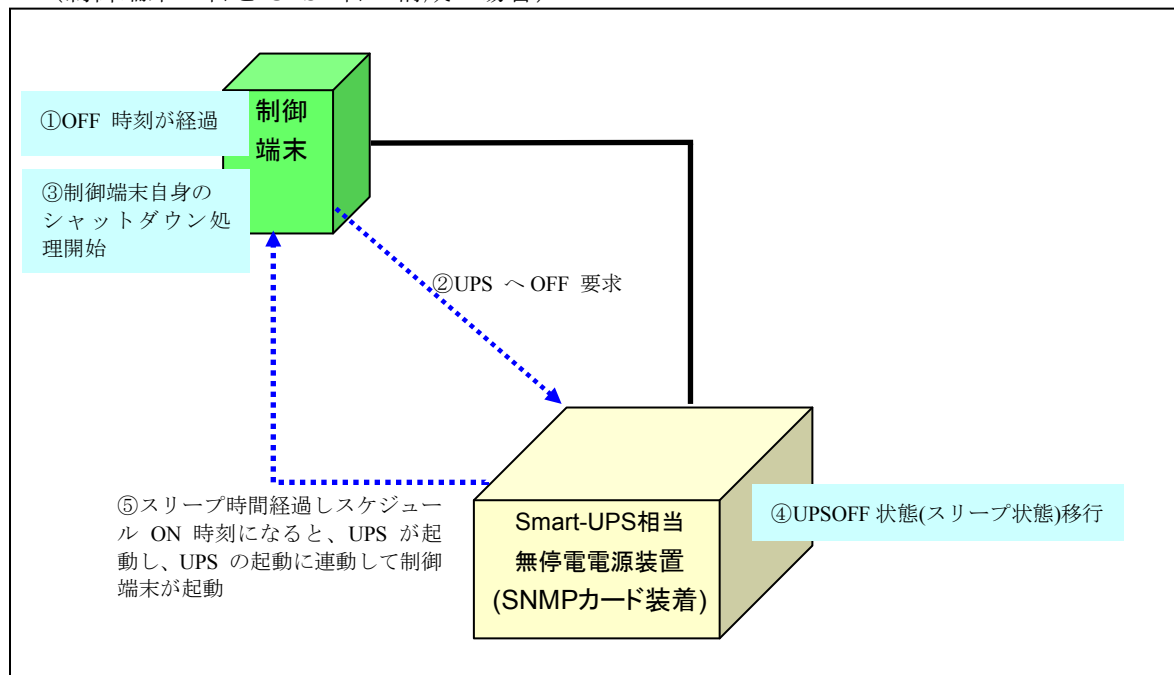 制御
端末
①OFF 時刻が経過
③制御端末自身の
シャットダウン処
理開始
②UPS へ OFF 要求
⑤スリープ時間経過しスケジュー
ル ON 時刻になると、UPS が起
動し、UPS の起動に連動して制御
端末が起動
Smart-UPS相当
無停電電源装置
(SNMPカード装着)
④UPSOFF 状態(スリープ状態)移行